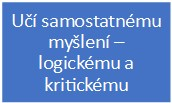 Učí samostatnému
myšlení –
logickému a
kritickému